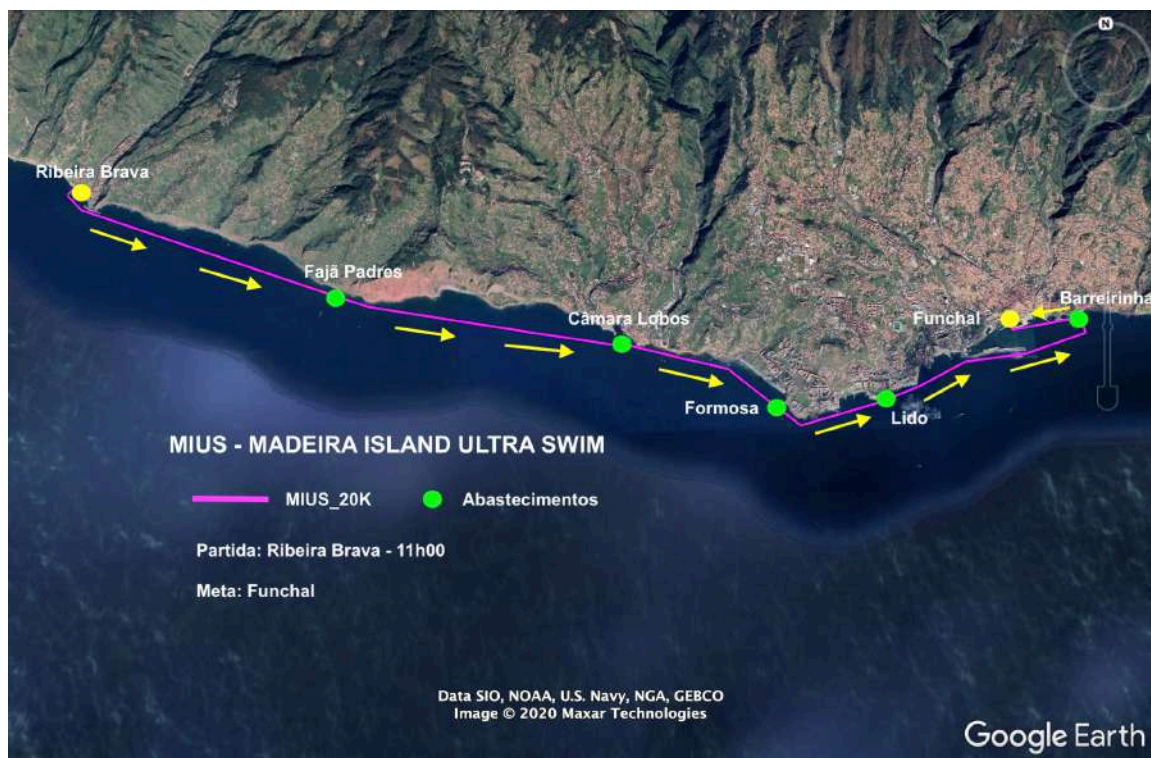 N
Ribeira Brava
Fajã Padres
Câmara Lobos
Funchal
Barreirinha
Formosa
Lido
MIUS - MADEIRA ISLAND ULTRA SWIM
MIUS_20K
Abastecimentos
Partida: Ribeira Brava - 11h00
Meta: Funchal
Data SIO, NOAA, U.S. Navy, NGA, GEBCO
Image © 2020 Maxar Technologies
Google Earth